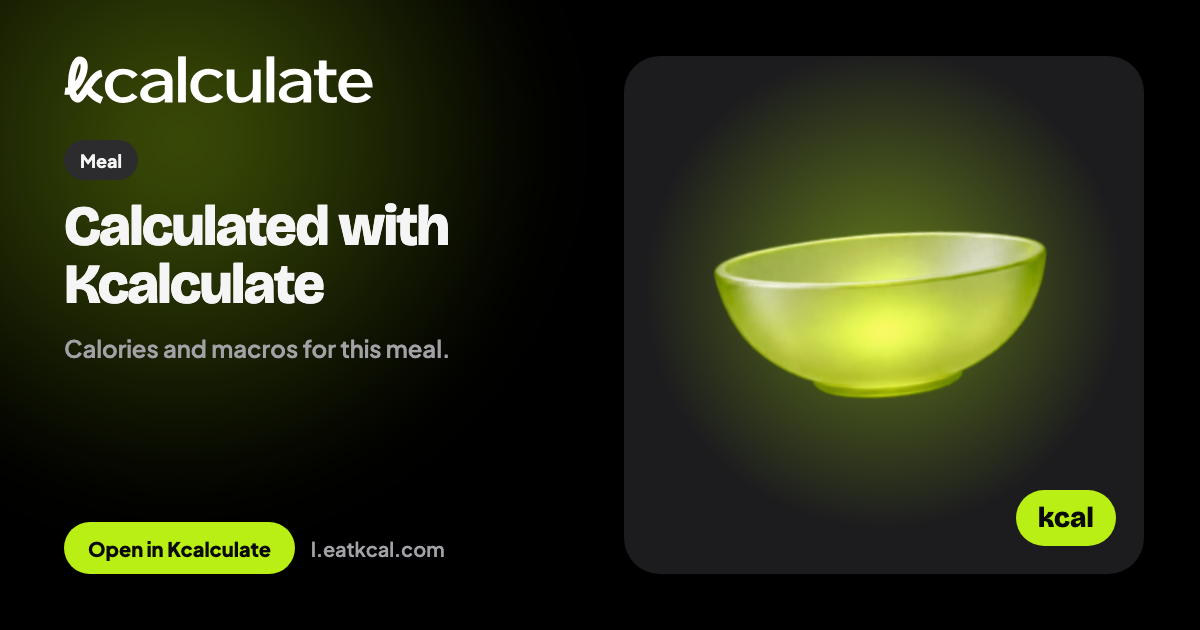 kcalculate
Meal
Calculated with
Kcalculate
Calories and macros for this meal.
Open in Kcalculate
l.eatkcal.com
kcal